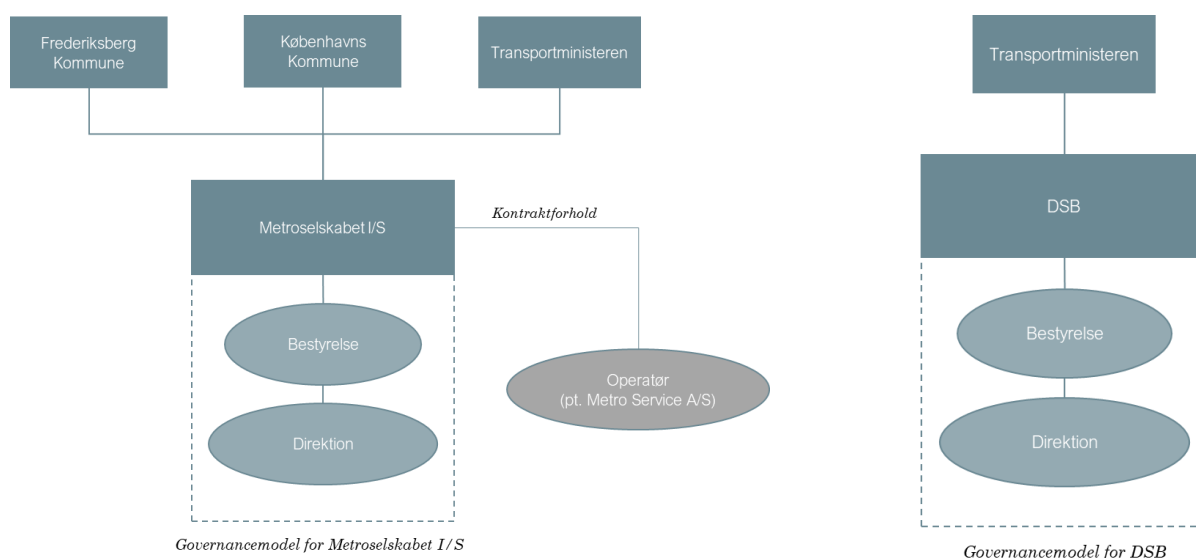 Frederiksberg
Kommune
Københavns
Kommune
Transportministeren
Metroselskabet I/S
Kontraktforhold
Bestyrelse
Operatør
(pt. Metro Service A/S)
Direktion
Governancemodel for Metroselskabet I/S
Transportministeren
DSB
Bestyrelse
Direktion
Governancemodel for DSB